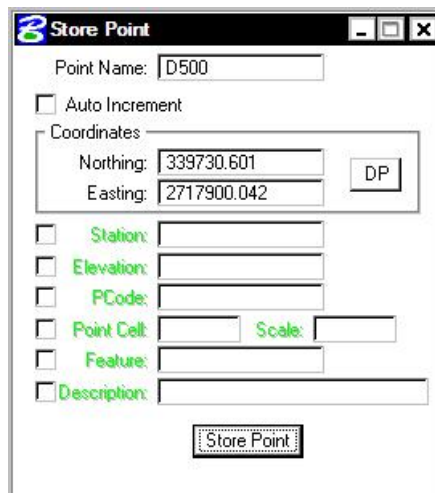 Store Point
Point Name: D500
Auto Increment
Coordinates
Northing: 339730.601
Easting: 2717900.042
DP
Station:
Elevation:
PCode:
Point Cell: Scale:
Feature:
Description:
Store Point